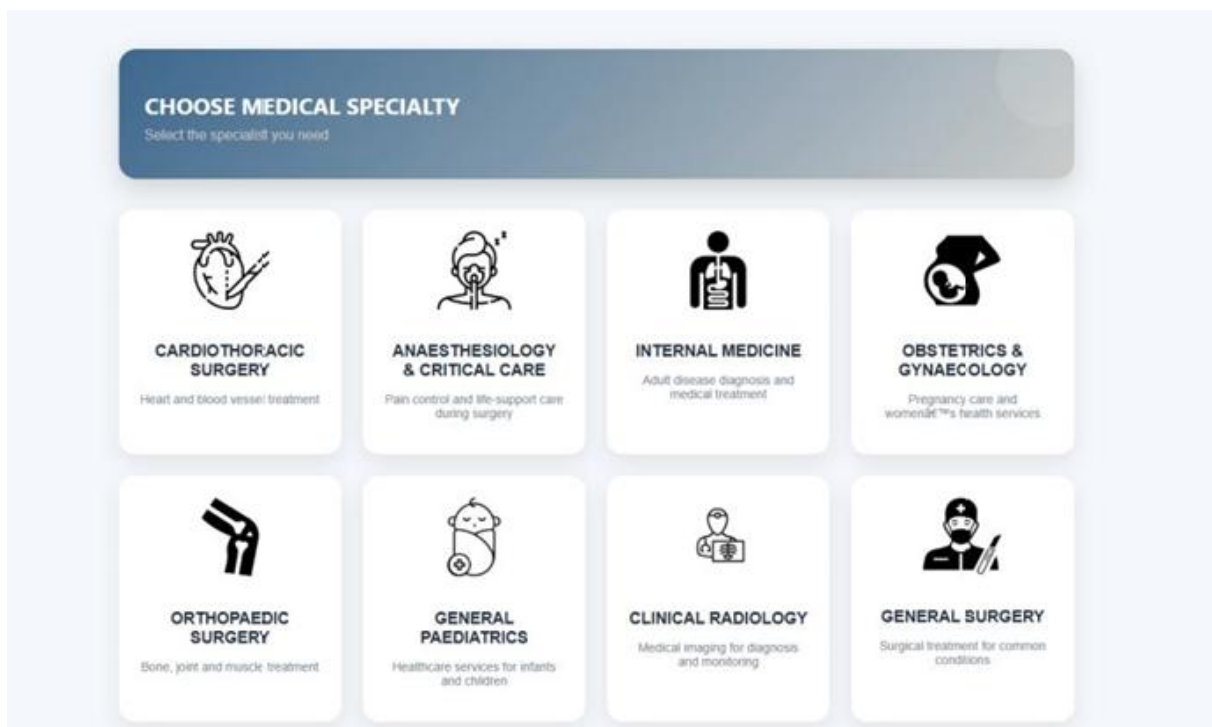 CHOOSE MEDICAL SPECIALTY
Select the specialist you need
CARDIOTHORACIC
SURGERY
Heart and blood vessel treatment
ANAESTHESIOLOGY
& CRITICAL CARE
Pain control and life-support care
during surgery
INTERNAL MEDICINE
Adult disease diagnosis and
medical treatment
OBSTETRICS &
GYNAECOLOGY
Pregnancy care and
womenâ€™s health services
ORTHOPAEDIC
SURGERY
Bone, joint and muscle treatment
GENERAL
PAEDIATRICS
Healthcare services for infants
and children
CLINICAL RADIOLOGY
Medical imaging for diagnosis
and monitoring
GENERAL SURGERY
Surgical treatment for common
conditions